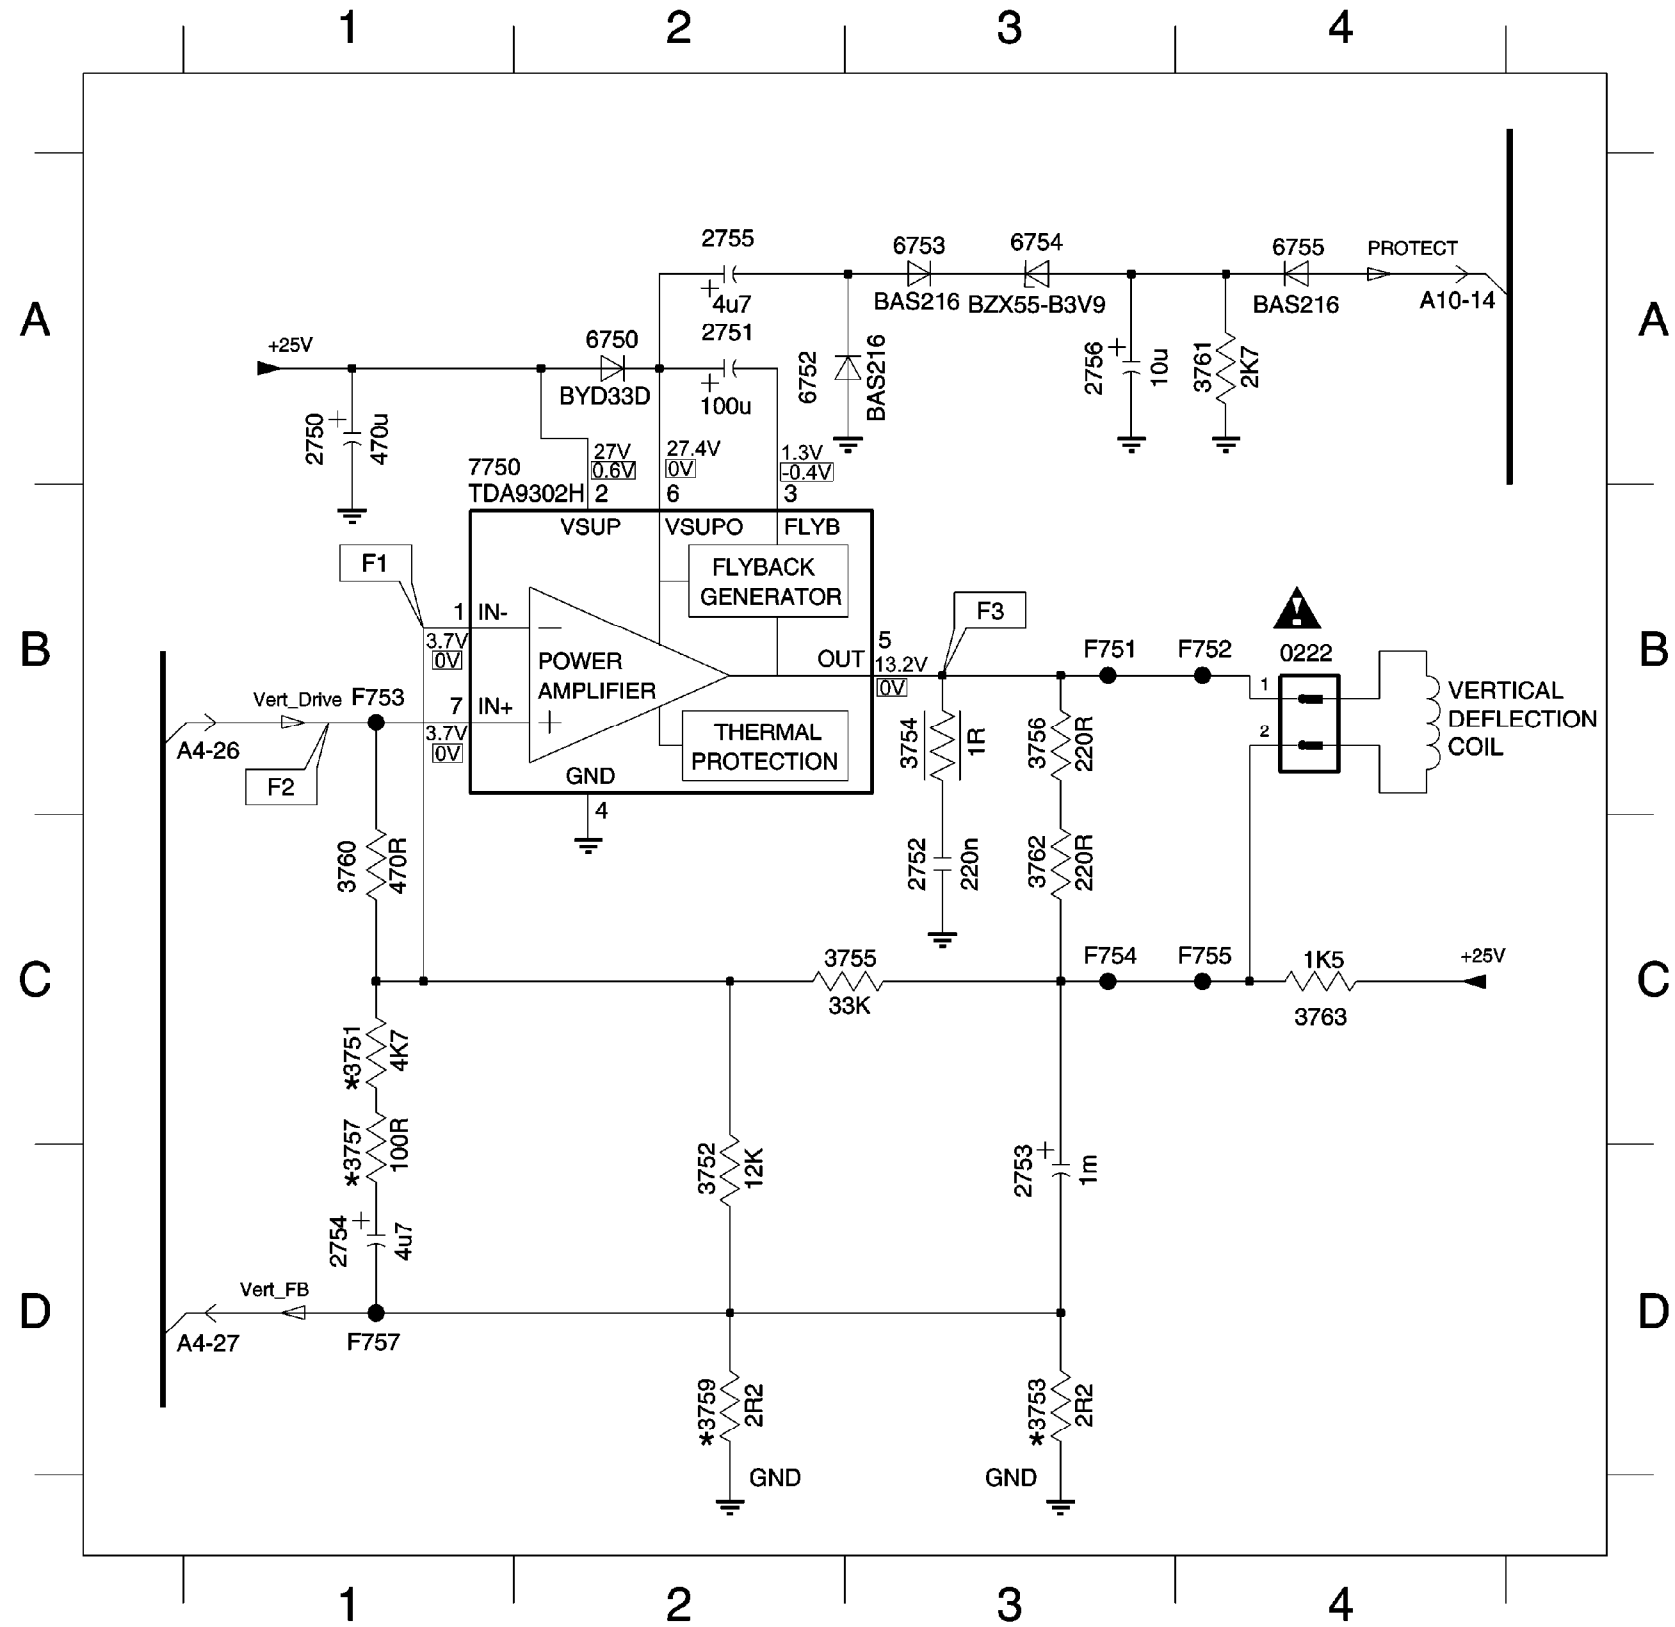 1 2 3 4
A A
B B
C C
D D
1 2 3 4
2755
4u7
6753
BAS216
6754
BZX55-B3V9
6755
BAS216
PROTECT
A10-14
+25V
6750
BYD33D
2751
100u
6752
BAS216
2756
10u
3761
2K7
2750
470u
27V
0.6V
27.4V
0V
1.3V
-0.4V
7750
TDA9302H
2 6 3
VSUP VSUPO FLYB
FLYBACK
GENERATOR
F1
1 IN-
3.7V
0V
POWER
AMPLIFIER
OUT
5
13.2V
0V
F3
F751
F752
0222
1
2
VERTICAL
DEFLECTION
COIL
Vert_Drive
F753
A4-26
F2
7 IN+
3.7V
0V
THERMAL
PROTECTION
GND
4
3754
1R
3756
220R
3760
470R
2752
220n
3762
220R
3755
33K
F754
F755
1K5
3763
+25V
*3751
4K7
*3757
100R
2754
4u7
3752
12K
2753
1m
Vert_FB
A4-27
F757
*3759
2R2
GND
*3753
2R2
GND